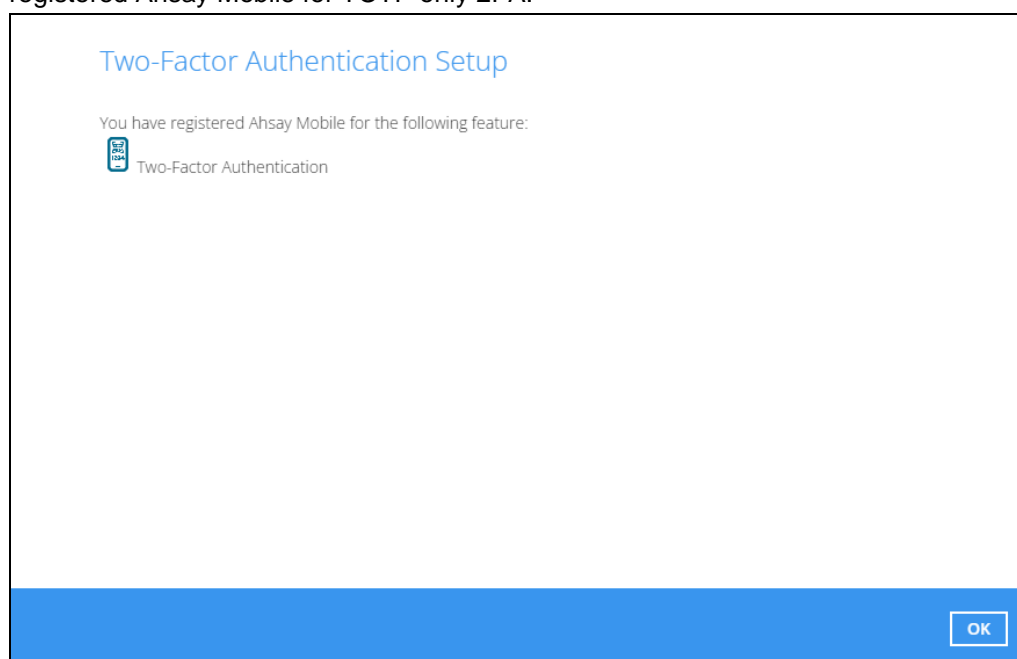 registered Ahsay Mobile for TOTP only 2FA.
Two-Factor Authentication Setup
You have registered Ahsay Mobile for the following feature:
Two-Factor Authentication
OK